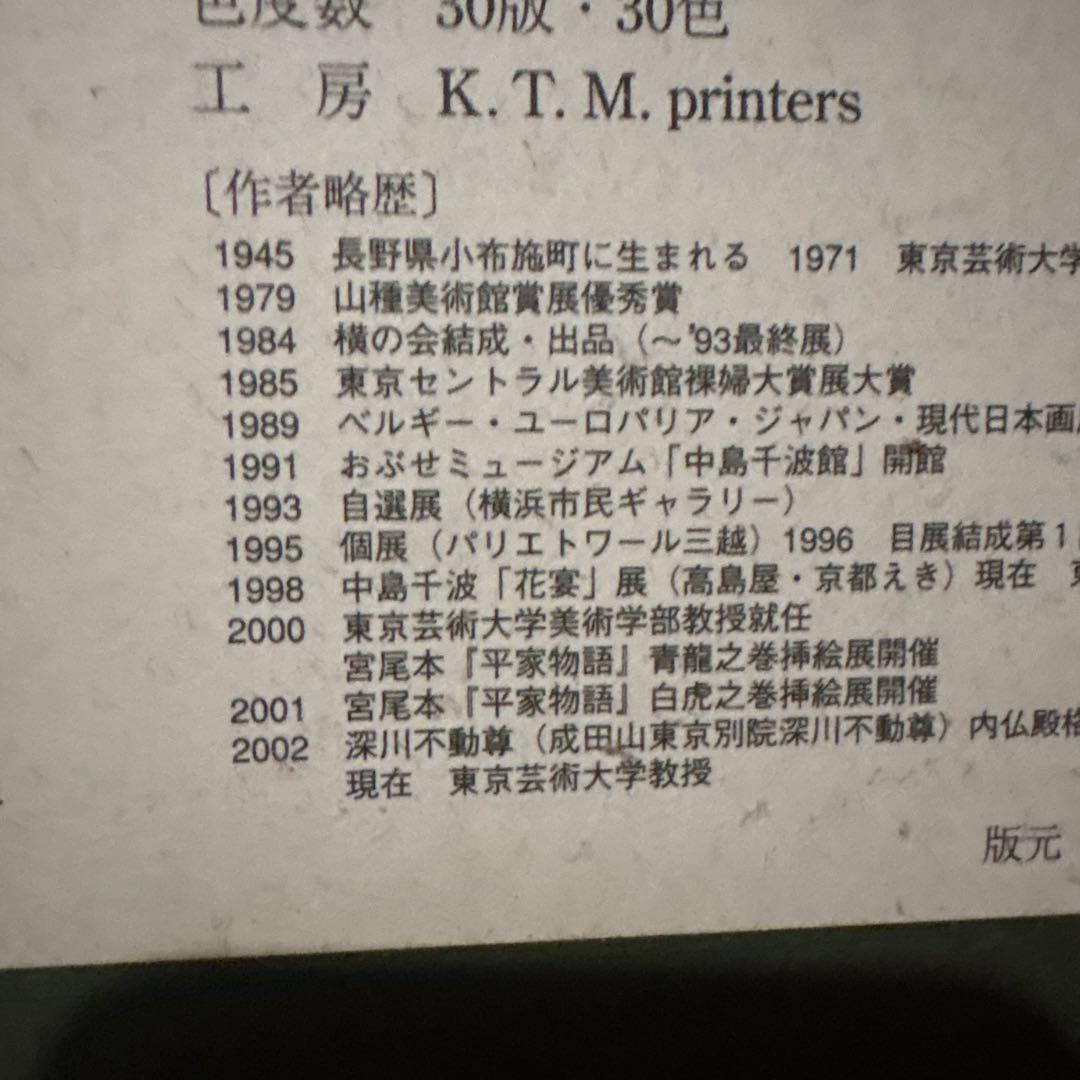 色度数 30版・30色
工 房 K. T. M. printers
〔作者略歴〕
1945 長野県小布施町に生まれる 1971 東京芸術大学
1979 山種美術館賞展優秀賞
1984 横の会結成・出品（～'93最終展）
1985 東京セントラル美術館裸婦大賞展大賞
1989 ベルギー・ユーロパリア・ジャパン・現代日本画
1991 おぶせミュージアム「中島千波館」開館
1993 自選展（横浜市民ギャラリー）
1995 個展（パリエトワール三越）1996 目展結成第1
1998 中島千波「花宴」展（高島屋・京都えき）現在
2000 東京芸術大学美術学部教授就任
宮尾本『平家物語』青龍之巻挿絵展開催
2001 宮尾本『平家物語』白虎之巻挿絵展開催
2002 深川不動尊（成田山東京別院深川不動尊）内仏殿格
現在 東京芸術大学教授
版元